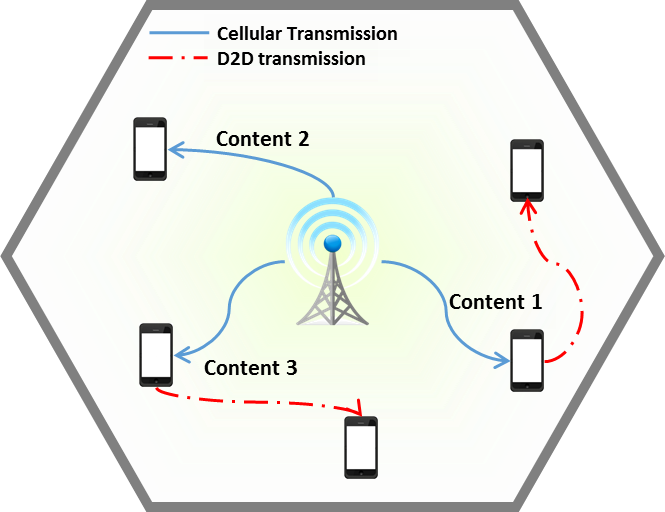 Cellular Transmission
D2D transmission
Content 2
Content 1
Content 3